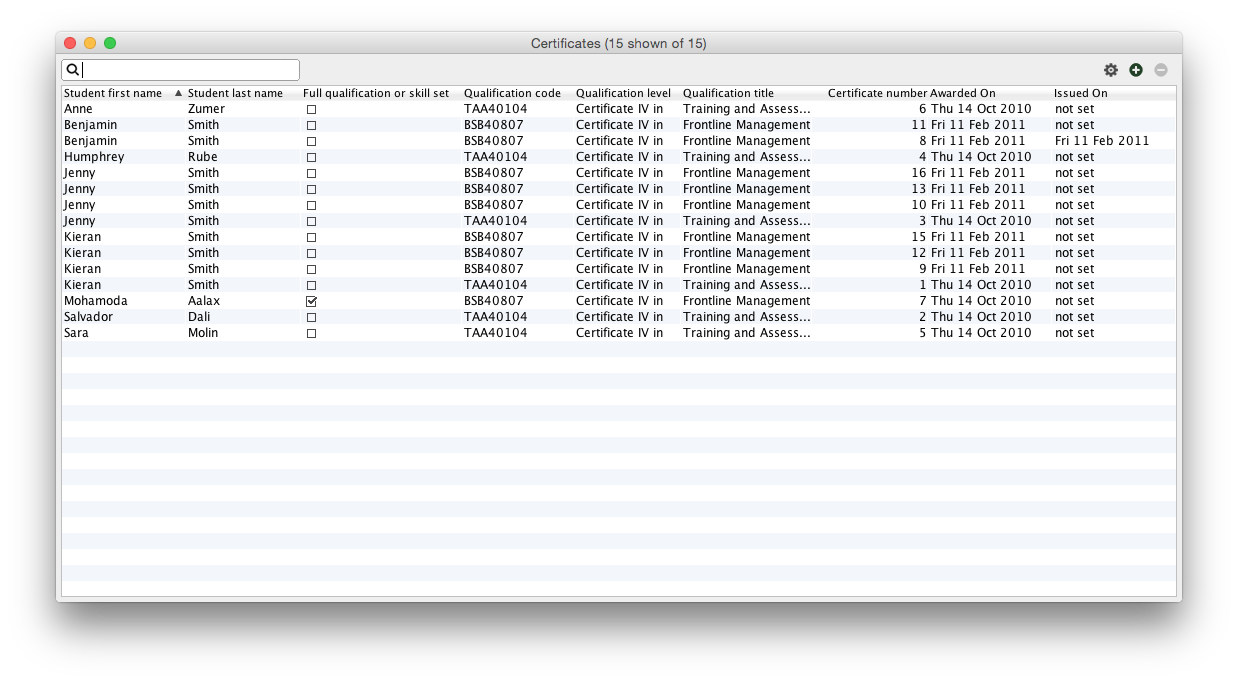 Certificates (15 shown of 15)
Student first name Student last name Full qualification or skill set Qualification code Qualification level Qualification title Certificate number Awarded On Issued On
Anne Zumer TAA40104 Certificate IV in Training and Assess... 6 Thu 14 Oct 2010 not set
Benjamin Smith BSB40807 Certificate IV in Frontline Management 11 Fri 11 Feb 2011 not set
Benjamin Smith BSB40807 Certificate IV in Frontline Management 8 Fri 11 Feb 2011 Fri 11 Feb 2011
Humphrey Rube TAA40104 Certificate IV in Training and Assess... 4 Thu 14 Oct 2010 not set
Jenny Smith BSB40807 Certificate IV in Frontline Management 16 Fri 11 Feb 2011 not set
Jenny Smith BSB40807 Certificate IV in Frontline Management 13 Fri 11 Feb 2011 not set
Jenny Smith BSB40807 Certificate IV in Frontline Management 10 Fri 11 Feb 2011 not set
Jenny Smith TAA40104 Certificate IV in Training and Assess... 3 Thu 14 Oct 2010 not set
Kieran Smith BSB40807 Certificate IV in Frontline Management 15 Fri 11 Feb 2011 not set
Kieran Smith BSB40807 Certificate IV in Frontline Management 12 Fri 11 Feb 2011 not set
Kieran Smith BSB40807 Certificate IV in Frontline Management 9 Fri 11 Feb 2011 not set
Kieran Smith TAA40104 Certificate IV in Training and Assess... 1 Thu 14 Oct 2010 not set
Mohamoda Aalax BSB40807 Certificate IV in Frontline Management 7 Thu 14 Oct 2010 not set
Salvador Dali TAA40104 Certificate IV in Training and Assess... 2 Thu 14 Oct 2010 not set
Sara Molin TAA40104 Certificate IV in Training and Assess... 5 Thu 14 Oct 2010 not set